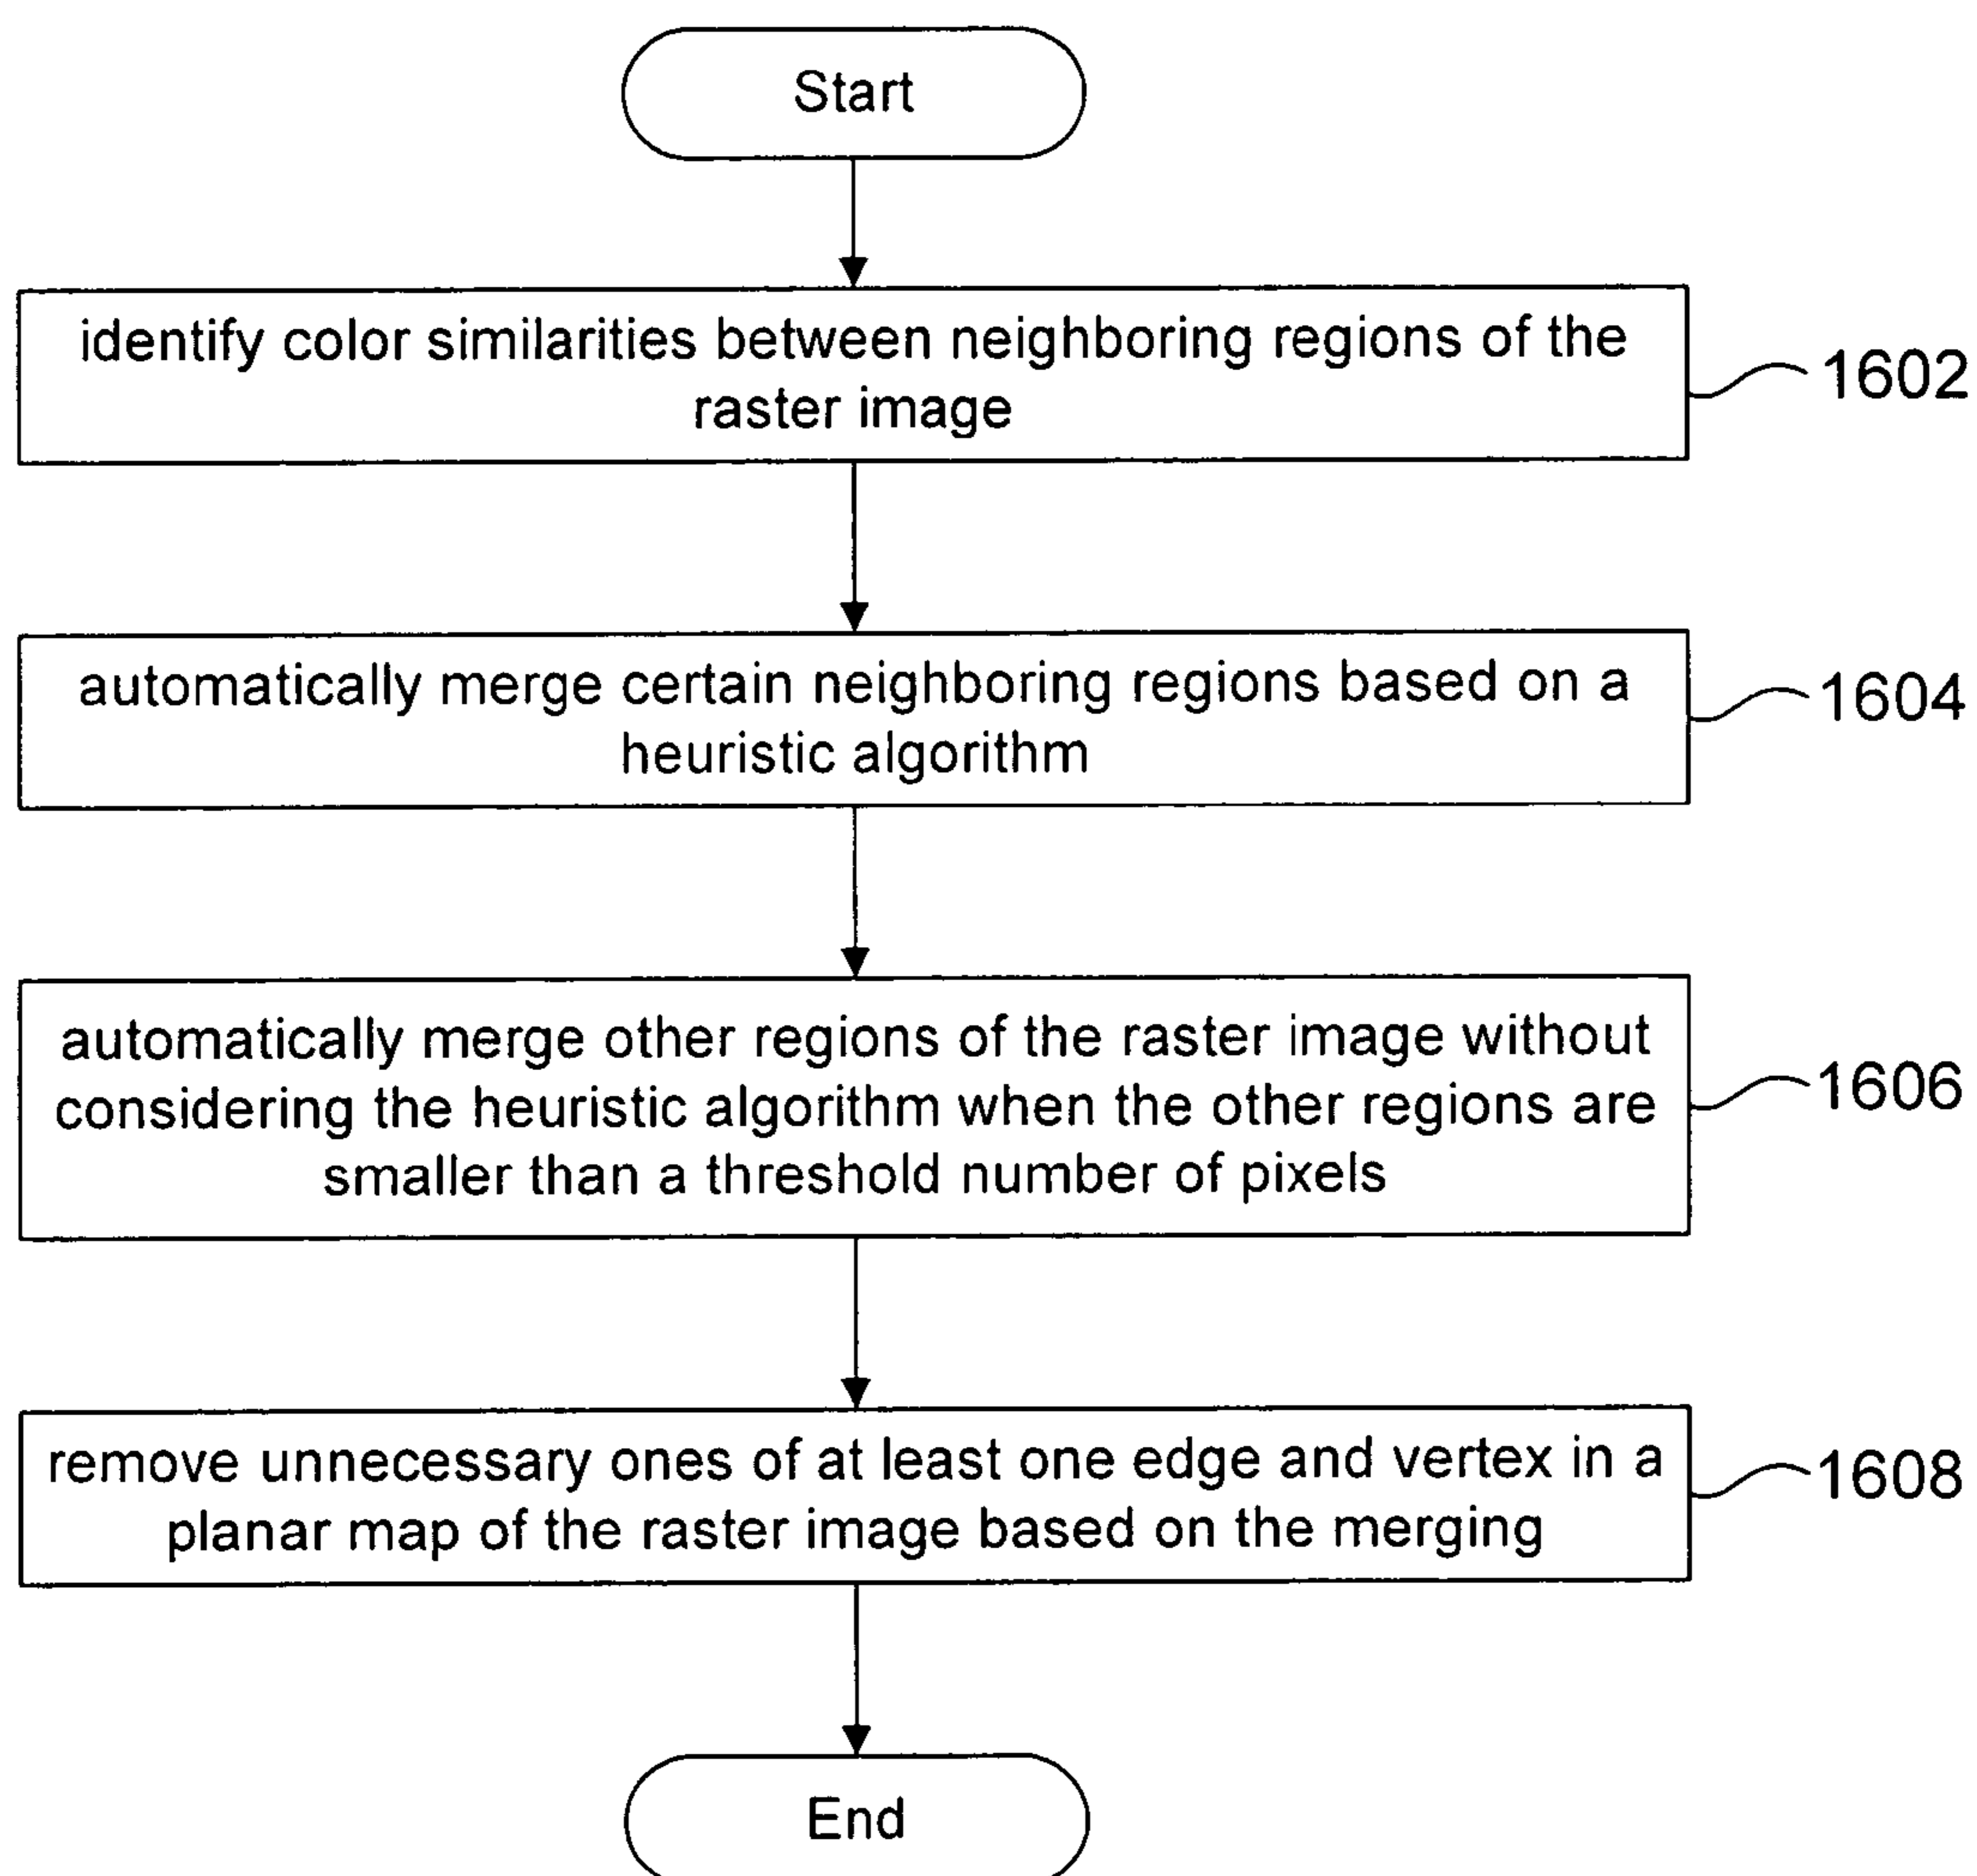 Start
identify color similarities between neighboring regions of the
raster image
1602
automatically merge certain neighboring regions based on a
heuristic algorithm
1604
automatically merge other regions of the raster image without
considering the heuristic algorithm when the other regions are
smaller than a threshold number of pixels
1606
remove unnecessary ones of at least one edge and vertex in a
planar map of the raster image based on the merging
1608
End